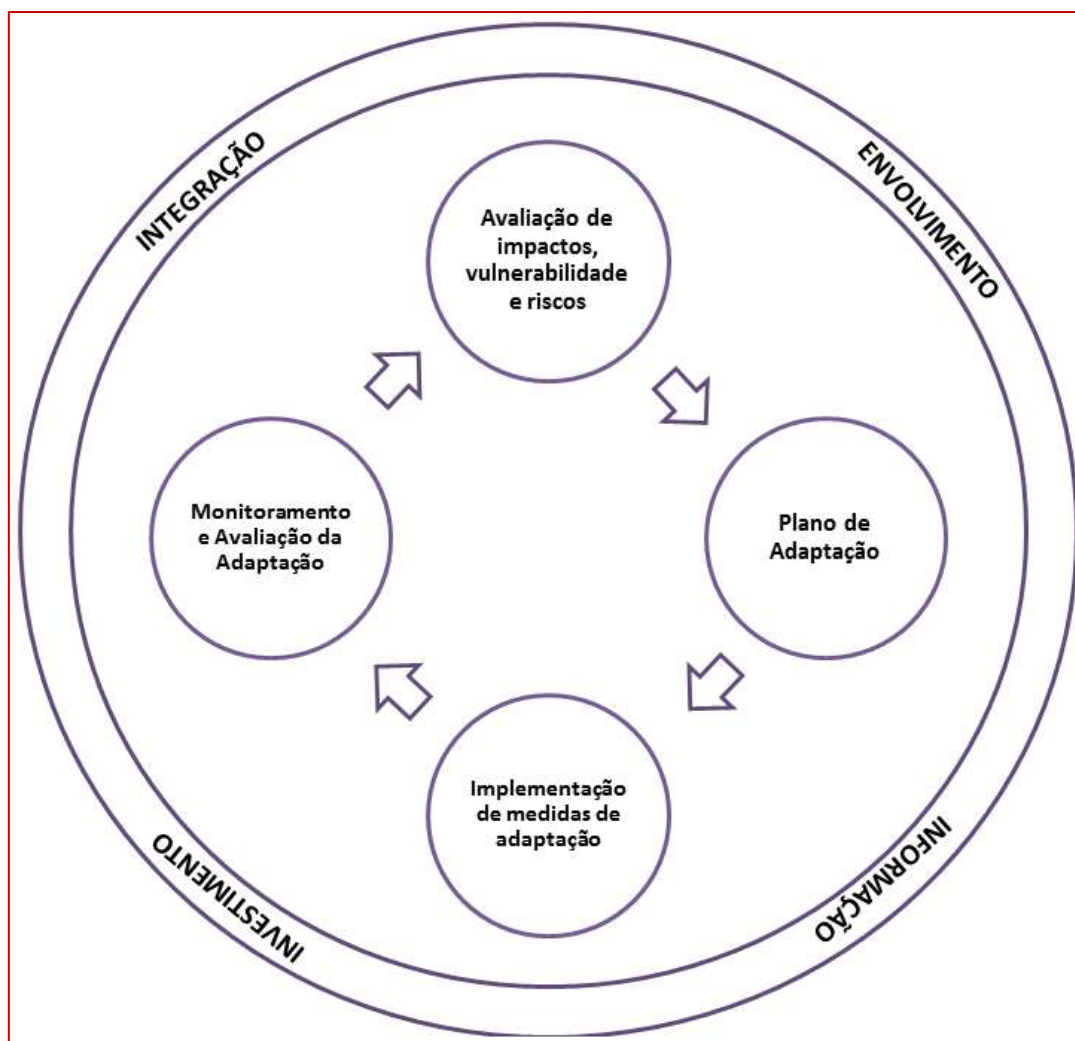 INTEGRAÇÃO
ENVOLVIMENTO
Avaliação de
impactos,
vulnerabilidade
e riscos
Monitoramento
e Avaliação da
Adaptação
Plano de
Adaptação
Implementação
de medidas de
adaptação
INVESTIMENTO
INFORMAÇÃO